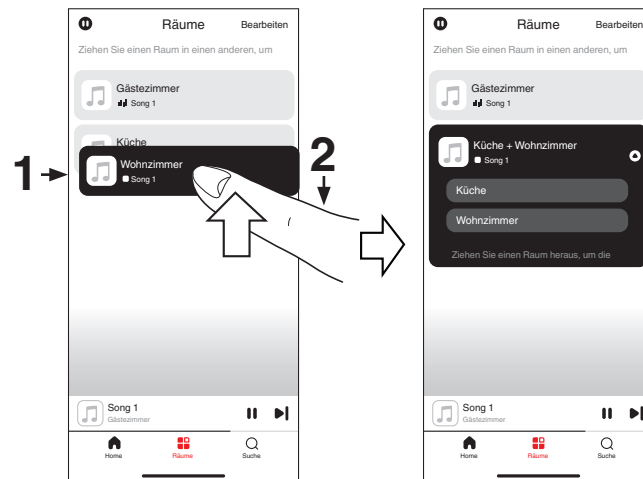 Räume Bearbeiten
Ziehen Sie einen Raum in einen anderen, um
Gästezimmer
Song 1
Küche
Wohnzimmer
Song 1
1
2
Song 1
Gästezimmer
Home Räume Suche
Räume Bearbeiten
Ziehen Sie einen Raum in einen anderen, um
Gästezimmer
Song 1
Küche + Wohnzimmer
Song 1
Küche
Wohnzimmer
Ziehen Sie einen Raum heraus, um die
Song 1
Gästezimmer
Home Räume Suche